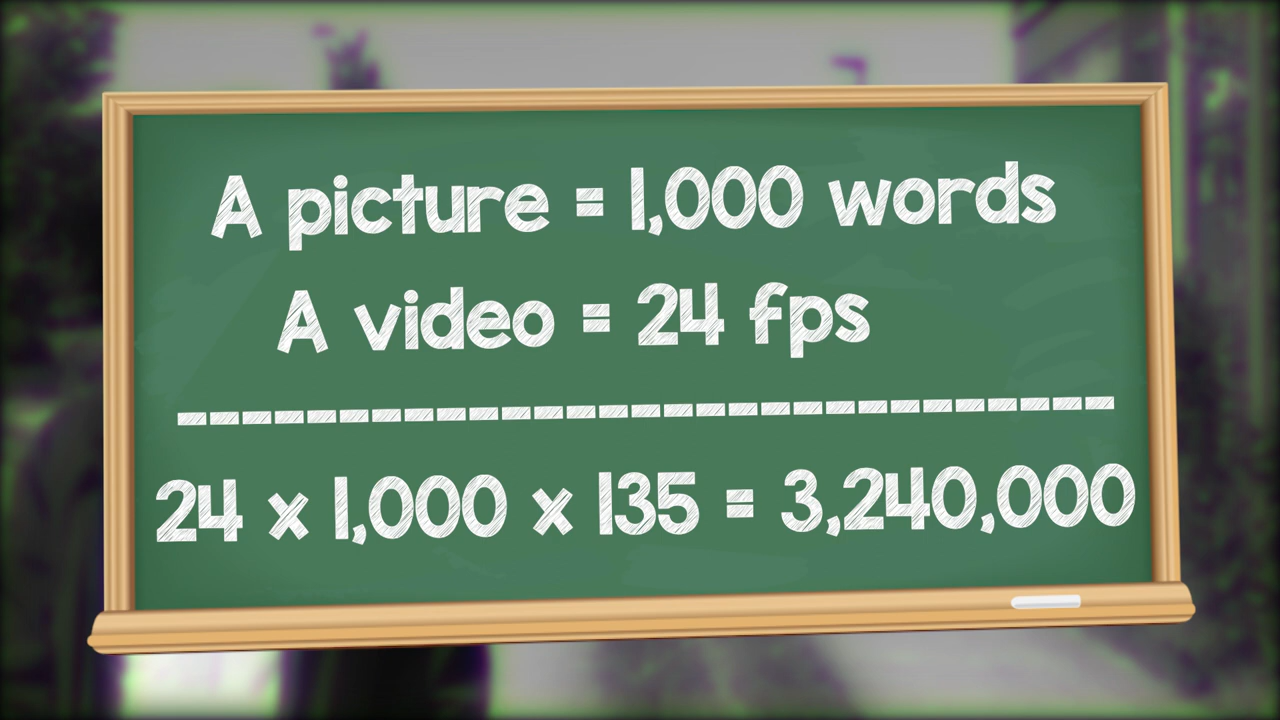 A picture = 1,000 words
A video = 24 fps
-----------------------------
24 x 1,000 x 135 = 3,240,000